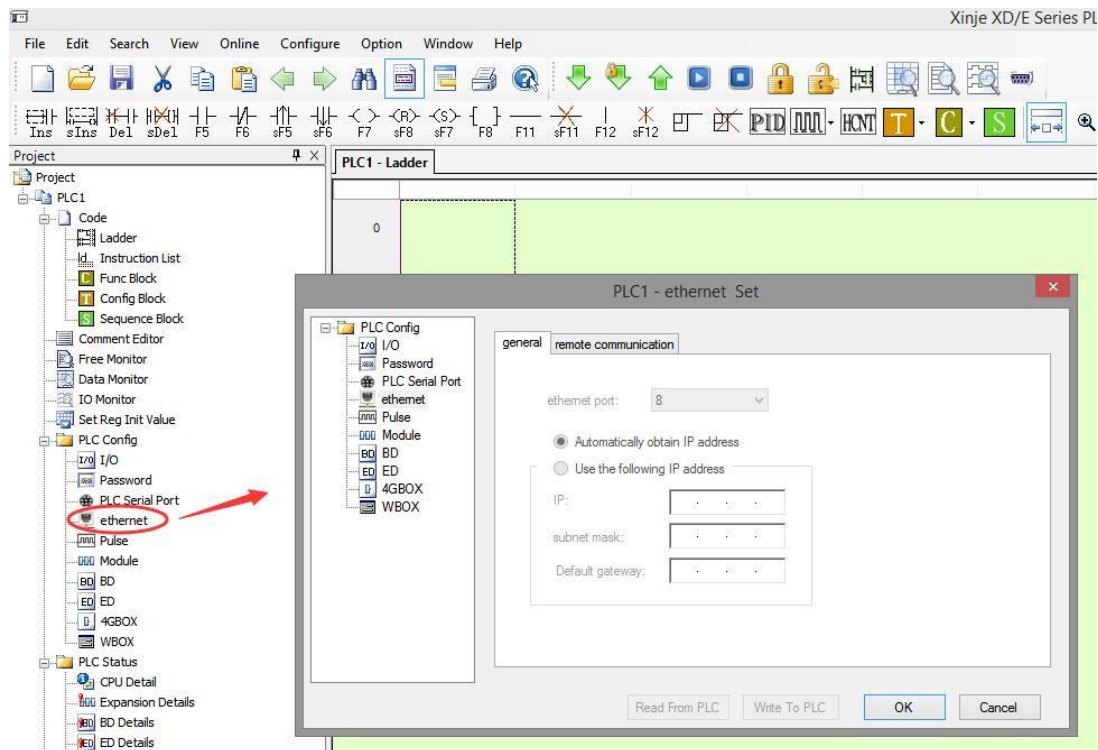 Xinje XD/E Series PL
File Edit Search View Online Configure Option Window Help
Ins sIns Del sDel F5 F6 sF5 sF6 F7 sF8 sF7 F8 F11 sF11 F12 sF12 PID HCNT T C S
Project
PLC1 - Ladder
Project
PLC1
Code
Ladder
Instruction List
Func Block
Config Block
Sequence Block
Comment Editor
Free Monitor
Data Monitor
IO Monitor
Set Reg Init Value
PLC Config
I/O I/O
Password
PLC Serial Port
ethernet
Pulse
Module
BD BD
ED ED
4GBOX
WBOX
PLC Status
CPU Detail
Expansion Details
BD Details
ED Details
0
PLC1 - ethernet Set
PLC Config
I/O I/O
Password
PLC Serial Port
ethernet
Pulse
Module
BD BD
ED ED
4GBOX
WBOX
general remote communication
ethernet port: 8
Automatically obtain IP address
Use the following IP address
IP: . . .
subnet mask: . . .
Default gateway: . . .
Read From PLC Write To PLC OK Cancel